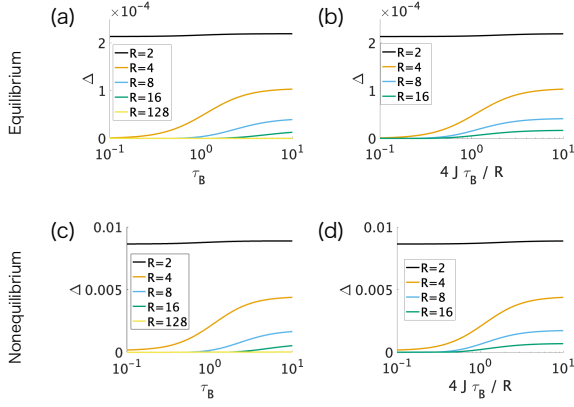 Equilibrium
(a)
×10⁻⁴
2
1
0
Δ
R=2
R=4
R=8
R=16
R=128
10⁻¹
10⁰
10¹
τ_B
(b)
×10⁻⁴
2
1
0
Δ
R=2
R=4
R=8
R=16
10⁻¹
10⁰
10¹
4 J τ_B / R
Nonequilibrium
(c)
0.01
0.005
0
Δ
R=2
R=4
R=8
R=16
R=128
10⁻¹
10⁰
10¹
τ_B
(d)
0.01
0.005
0
Δ
R=2
R=4
R=8
R=16
10⁻¹
10⁰
10¹
4 J τ_B / R